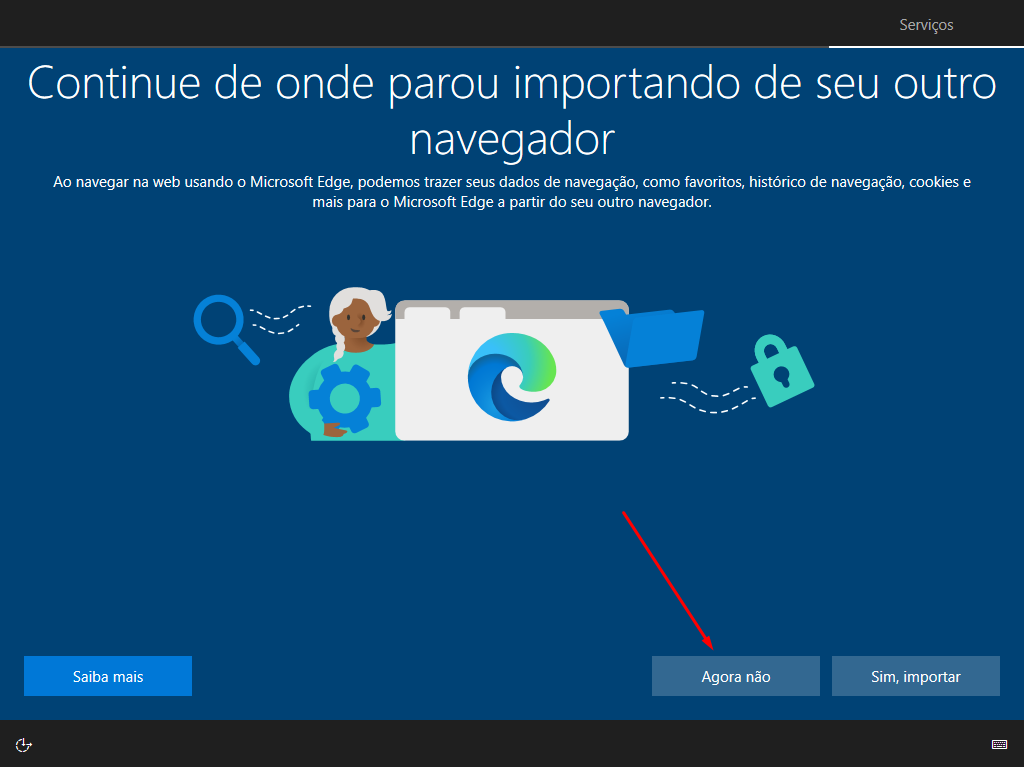 Serviços
Continue de onde parou importando de seu outro
navegador
Ao navegar na web usando o Microsoft Edge, podemos trazer seus dados de navegação, como favoritos, histórico de navegação, cookies e
mais para o Microsoft Edge a partir do seu outro navegador.
Saiba mais
Agora não
Sim, importar